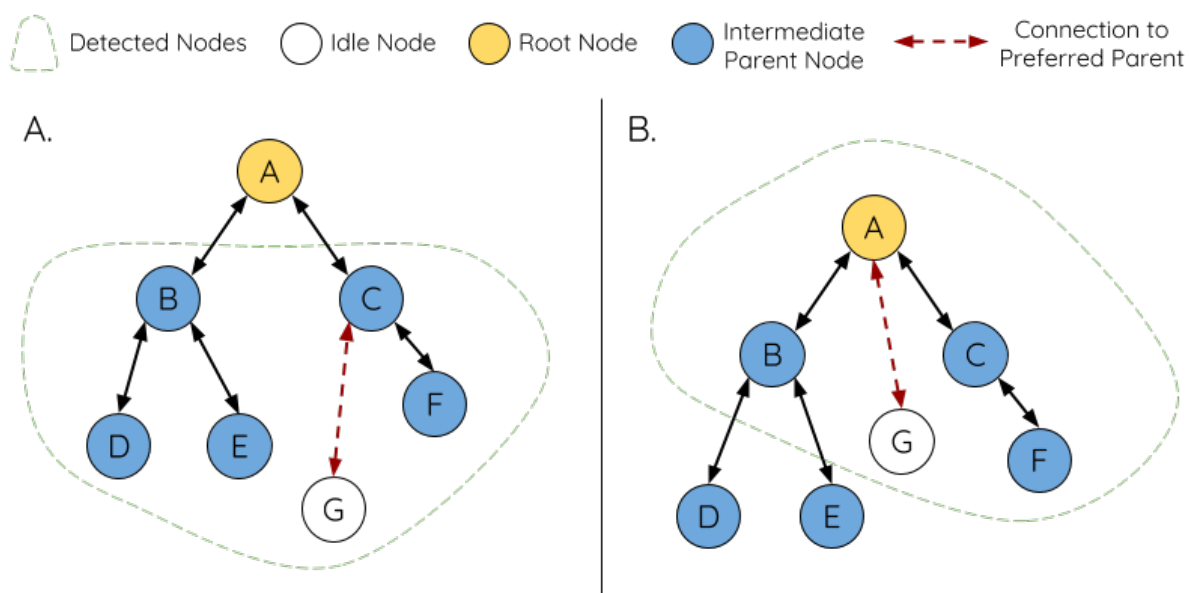 Detected Nodes
Idle Node
Root Node
Intermediate
Parent Node
Connection to
Preferred Parent
A.
A
B
C
D
E
F
G
B.
A
B
C
G
F
D
E